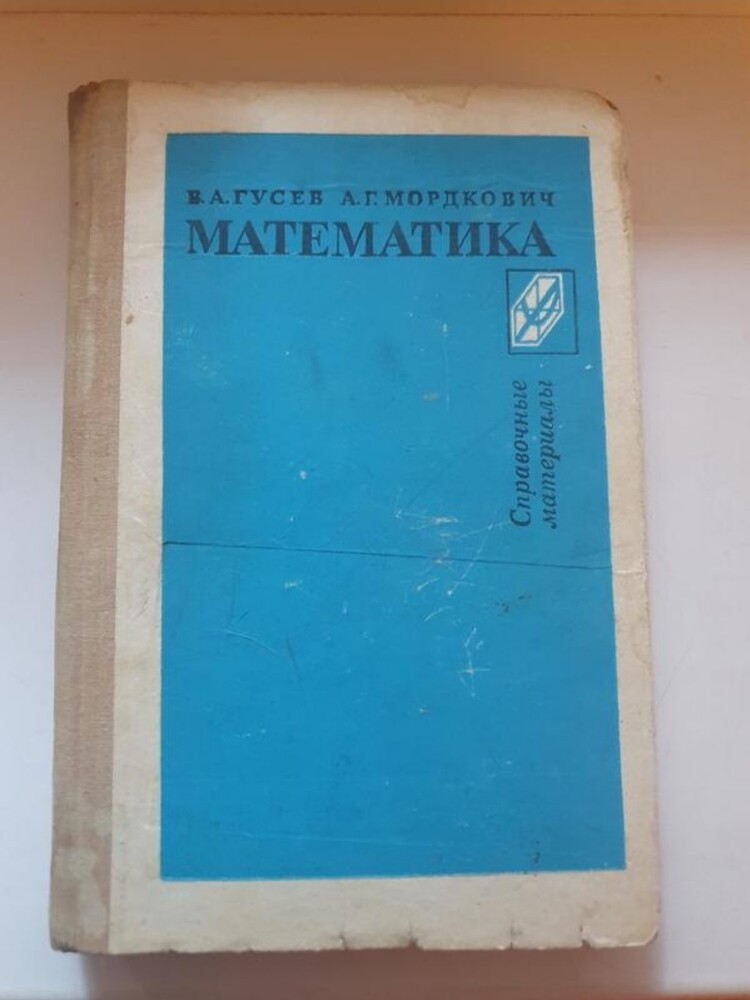 В.А.ГУСЕВ А.Г.МОРДКОВИЧ
МАТЕМАТИКА
Справочные
материалы